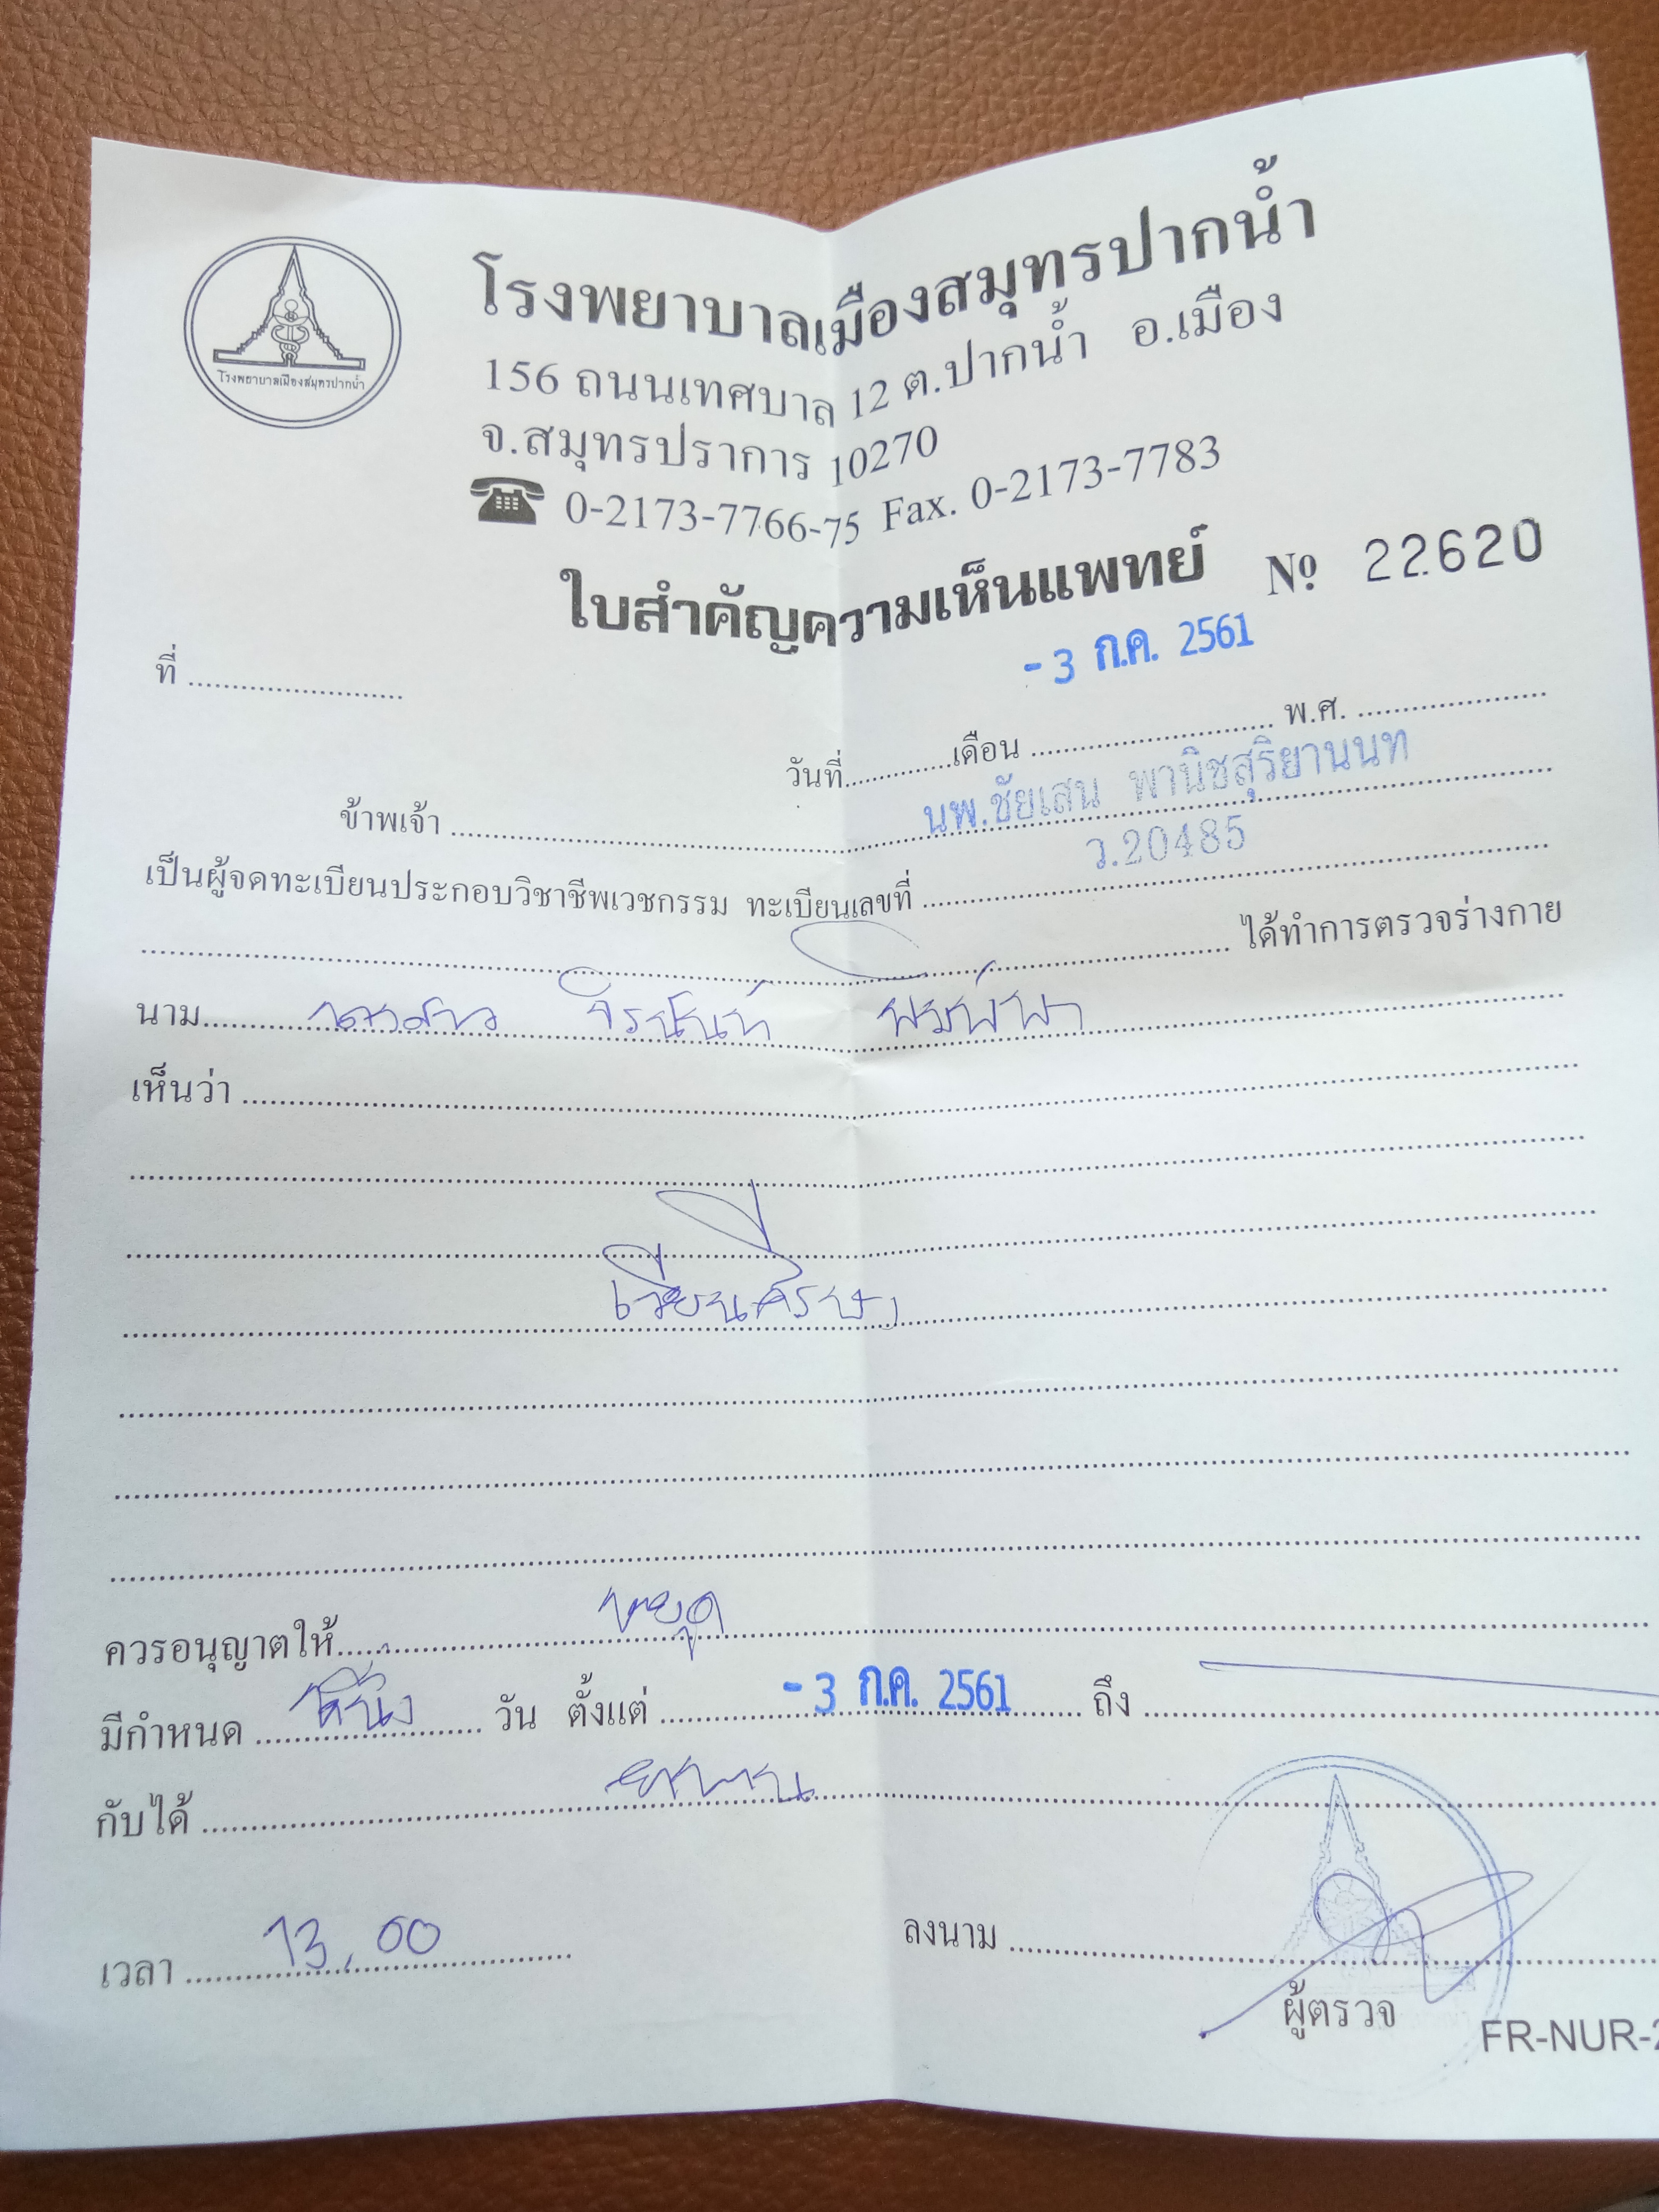 โรงพยาบาลเมืองสมุทรปากน้ำ
โรงพยาบาลเมืองสมุทรปากน้ำ
156 ถนนเทศบาล 12 ต.ปากน้ำ อ.เมือง
จ.สมุทรปราการ 10270
0-2173-7766-75 Fax. 0-2173-7783
ใบสำคัญความเห็นแพทย์ Nº 22620
- 3 ก.ค. 2561
ที่
วันที่ เดือน พ.ศ.
ข้าพเจ้า นพ.ชัยเสน พานิชสุริยานนท
เป็นผู้จดทะเบียนประกอบวิชาชีพเวชกรรม ทะเบียนเลขที่ ว.20485
ได้ทำการตรวจร่างกาย
นาม นางสาว จิรนันท์ พิมพ์พา
เห็นว่า
เวียนศีรษะ
ควรอนุญาตให้ หยุด
มีกำหนด หนึ่ง วัน ตั้งแต่ - 3 ก.ค. 2561 ถึง
กับได้
เวลา 13.00
ลงนาม
ผู้ตรวจ
FR-NUR-2